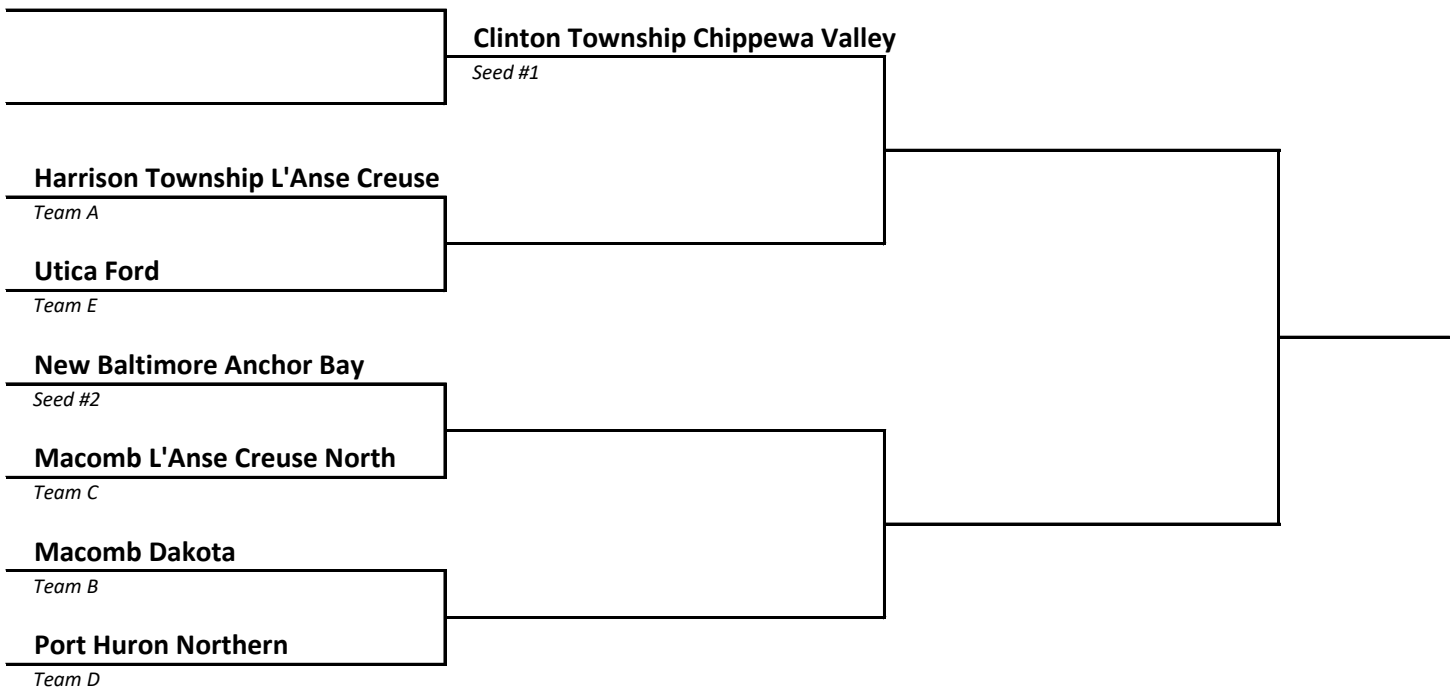 Clinton Township Chippewa Valley
Seed #1
Harrison Township L'Anse Creuse
Team A
Utica Ford
Team E
New Baltimore Anchor Bay
Seed #2
Macomb L'Anse Creuse North
Team C
Macomb Dakota
Team B
Port Huron Northern
Team D